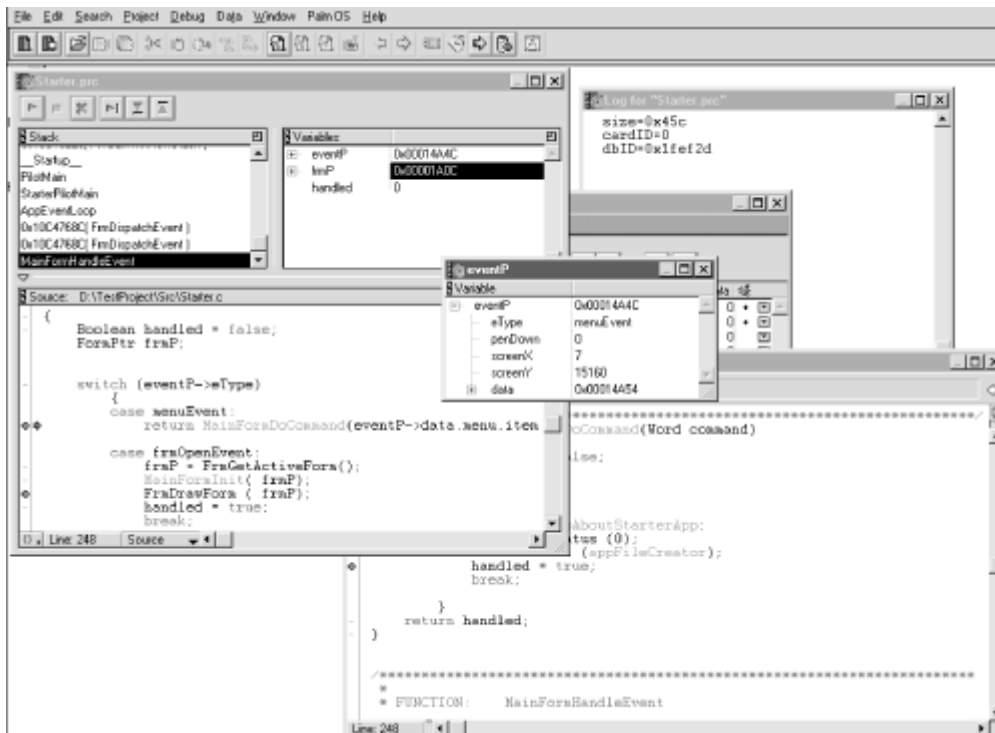 File Edit Search Project Debug Data Window Palm OS Help
Starter.prc
Stack
__Startup__
PilotMain
StarterPilotMain
AppEventLoop
0x10C4768C( FrmDispatchEvent )
0x10C4768C( FrmDispatchEvent )
MainFormHandleEvent
Variables
eventP 0x00014A4C
frmP 0x00001A0C
handled 0
Source: D:\TestProject\Src\Starter.c
{
Boolean handled = false;
FormPtr frmP;
switch (eventP->eType)
{
case menuEvent:
return MainFormDoCommand(eventP->data.menu.item
case frmOpenEvent:
frmP = FrmGetActiveForm();
MainFormInit( frmP);
FrmDrawForm ( frmP);
handled = true;
break;
Line: 248 Source
Log for "Starter.prc"
size=0x45c
cardID=0
dbID=0x1fef2d
eventP
Variable
eventP 0x00014A4C
eType menuEvent
penDown 0
screenX 7
screenY 15160
data 0x00014A54
0
0
0
***/
oCommand(Word command)
lse;
AboutStarterApp:
tus (0);
(appFileCreator);
handled = true;
break;
}
return handled;
}
/***
*
* FUNCTION: MainFormHandleEvent
Line: 248